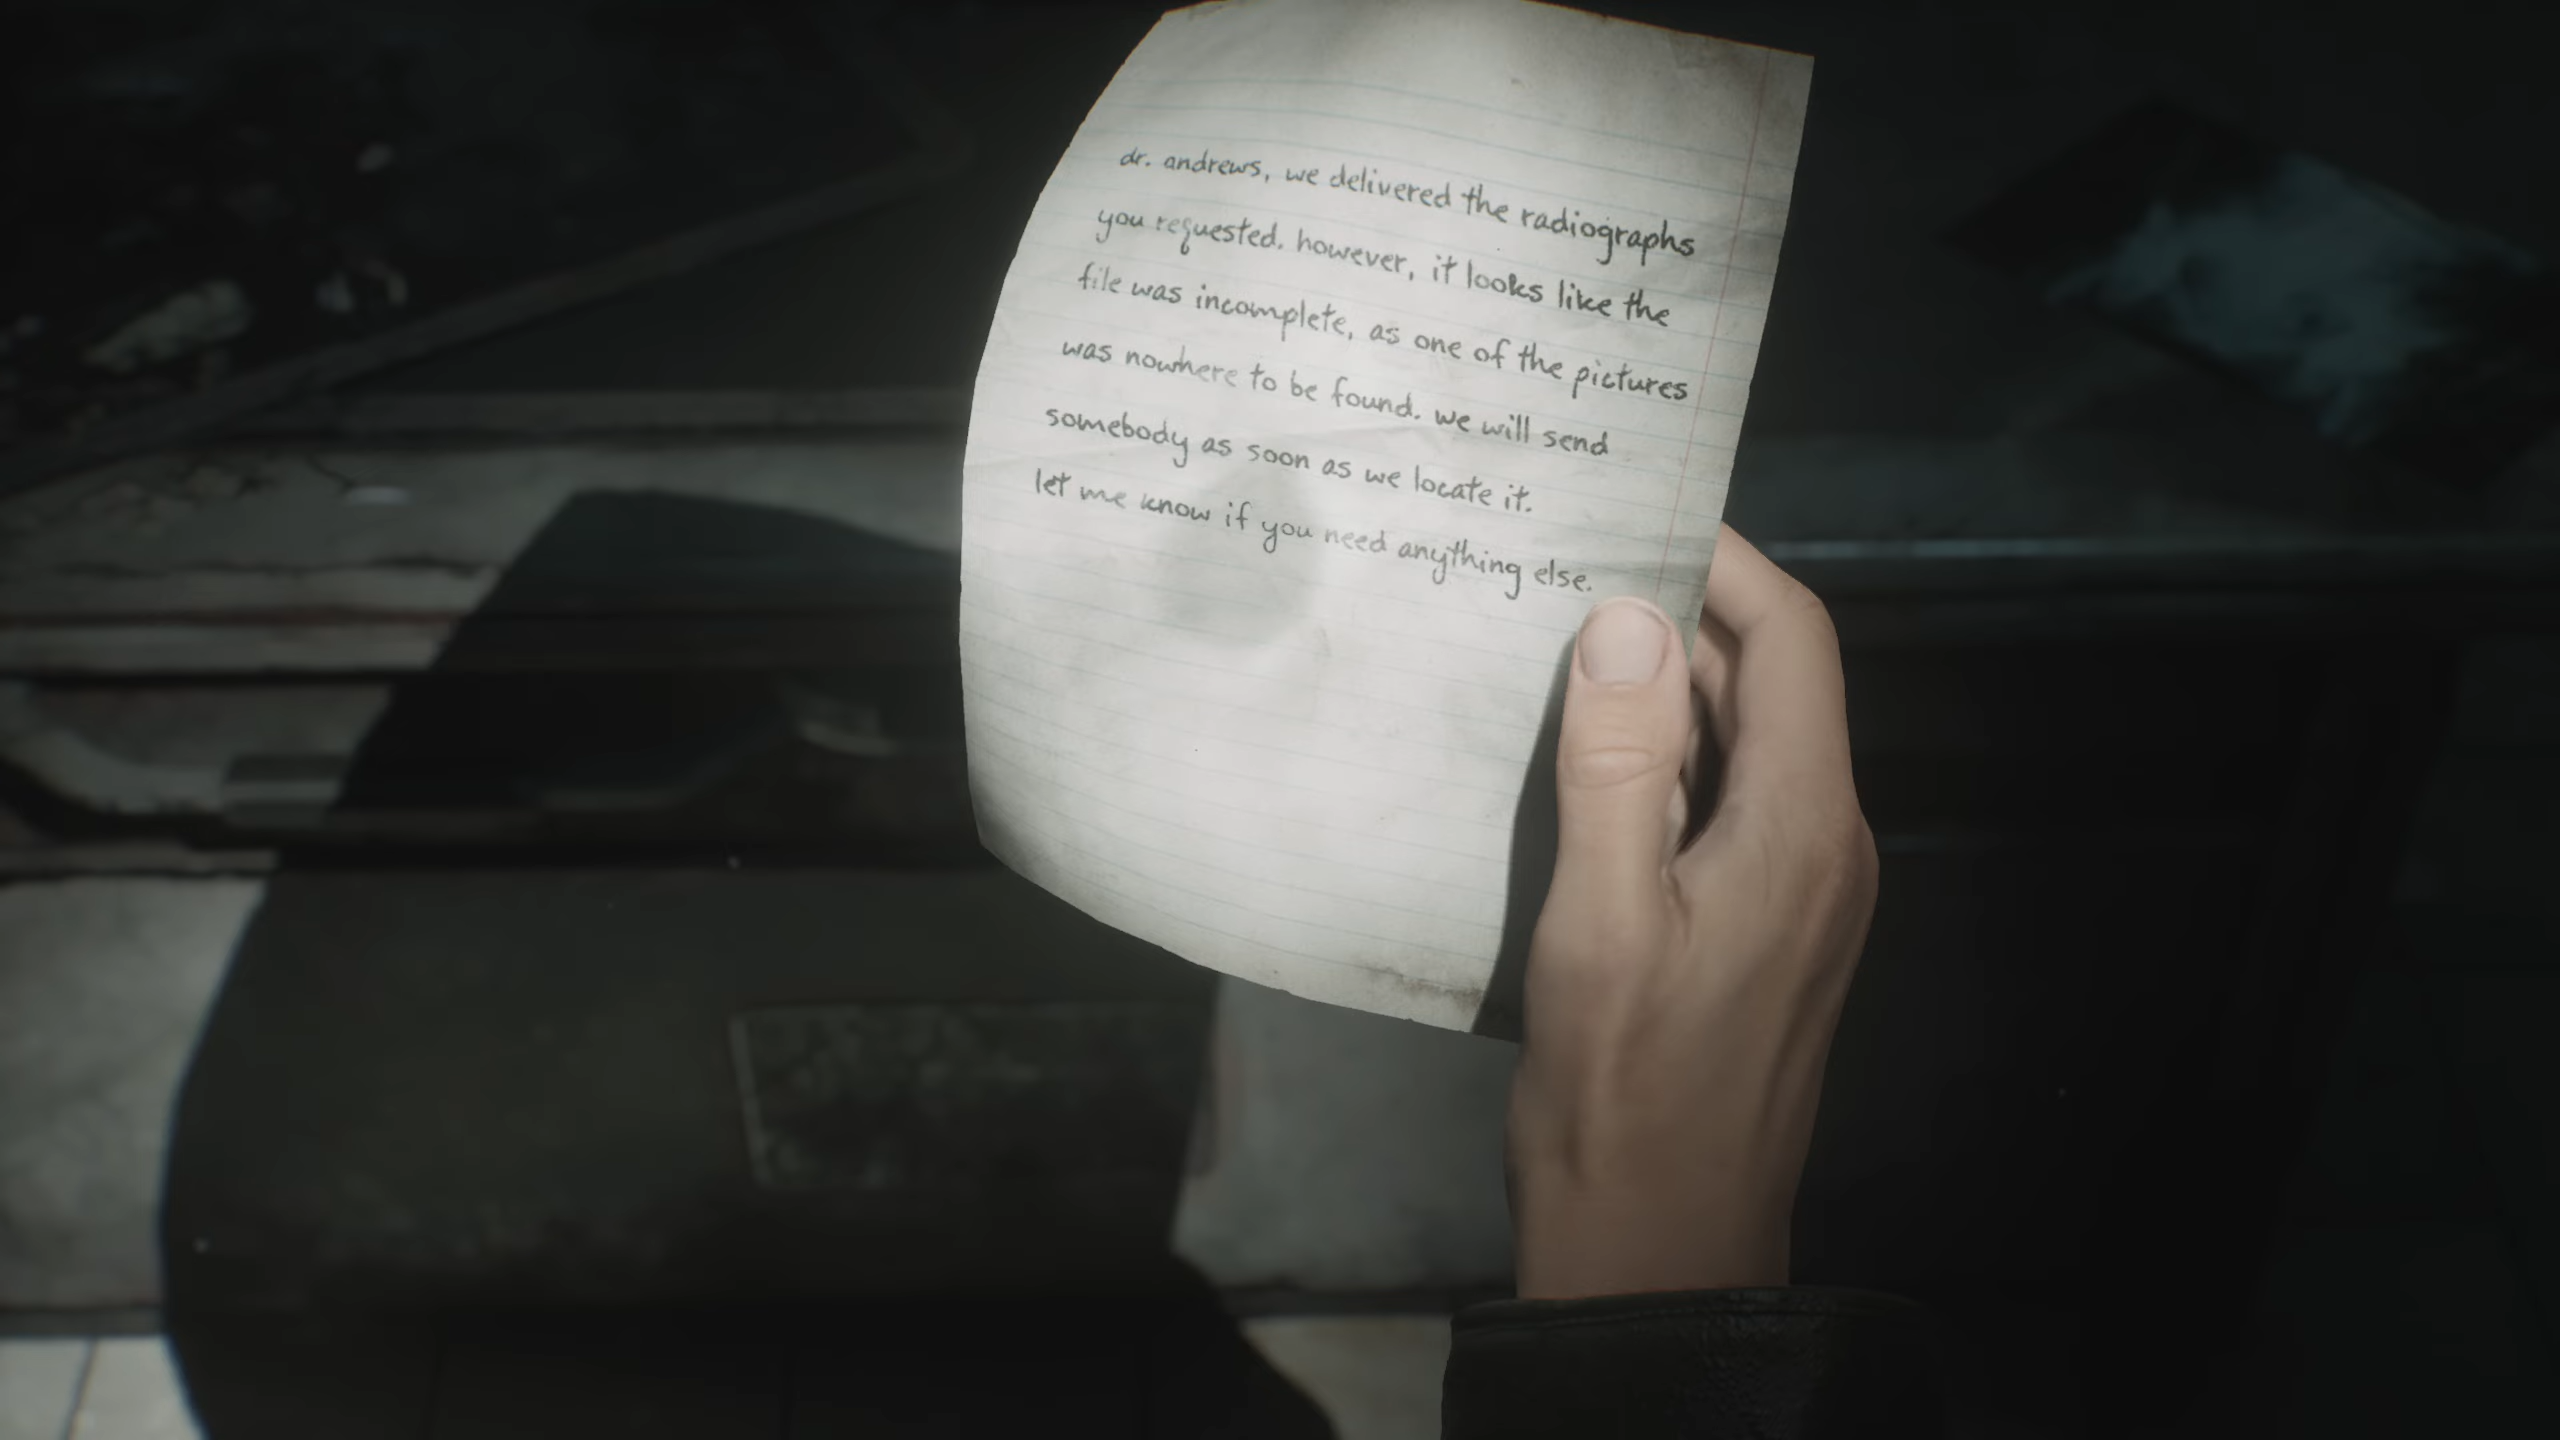 dr. andrews, we delivered the radiographs
you requested. however, it looks like the
file was incomplete, as one of the pictures
was nowhere to be found. we will send
somebody as soon as we locate it.
let me know if you need anything else.